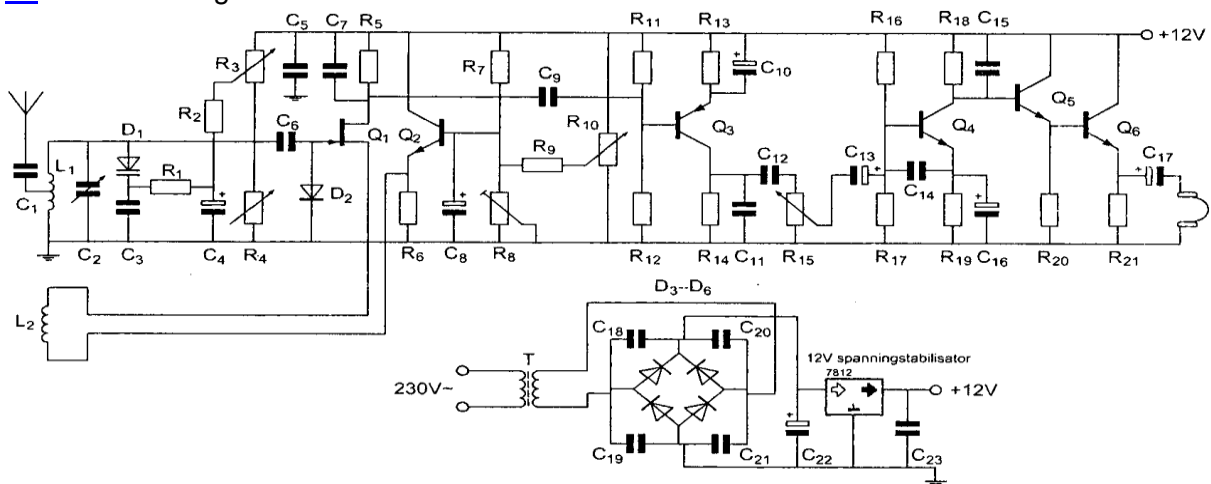 C5 C7 R5 R11 R13 R16 R18 C15
+12V
R3 R7 C9 C10
R2 R10 Q5
D1 C6 Q1 Q2 Q3 Q4 Q6
L1 R1 R9 C12 C13 C17
C1 D2 C14
C2 C3 C4 R4 R6 C8 R8 R12 R14 C11 R15 R17 R19 C16 R20 R21
D3--D6
L2
C18 C20
T
12V spanningstabilisator
7812
230V~
+12V
C19 C21 C22 C23